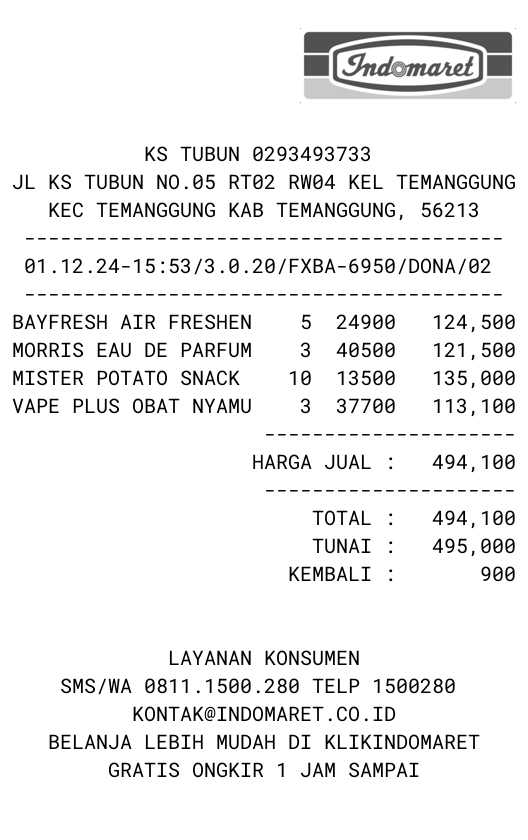 Indomaret
KS TUBUN 0293493733
JL KS TUBUN NO.05 RT02 RW04 KEL TEMANGGUNG
KEC TEMANGGUNG KAB TEMANGGUNG, 56213
----------------------------------------
01.12.24-15:53/3.0.20/FXBA-6950/DONA/02
----------------------------------------
BAYFRESH AIR FRESHEN 5 24900 124,500
MORRIS EAU DE PARFUM 3 40500 121,500
MISTER POTATO SNACK 10 13500 135,000
VAPE PLUS OBAT NYAMU 3 37700 113,100
---------------------
HARGA JUAL : 494,100
---------------------
TOTAL : 494,100
TUNAI : 495,000
KEMBALI : 900
LAYANAN KONSUMEN
SMS/WA 0811.1500.280 TELP 1500280
KONTAK@INDOMARET.CO.ID
BELANJA LEBIH MUDAH DI KLIKINDOMARET
GRATIS ONGKIR 1 JAM SAMPAI